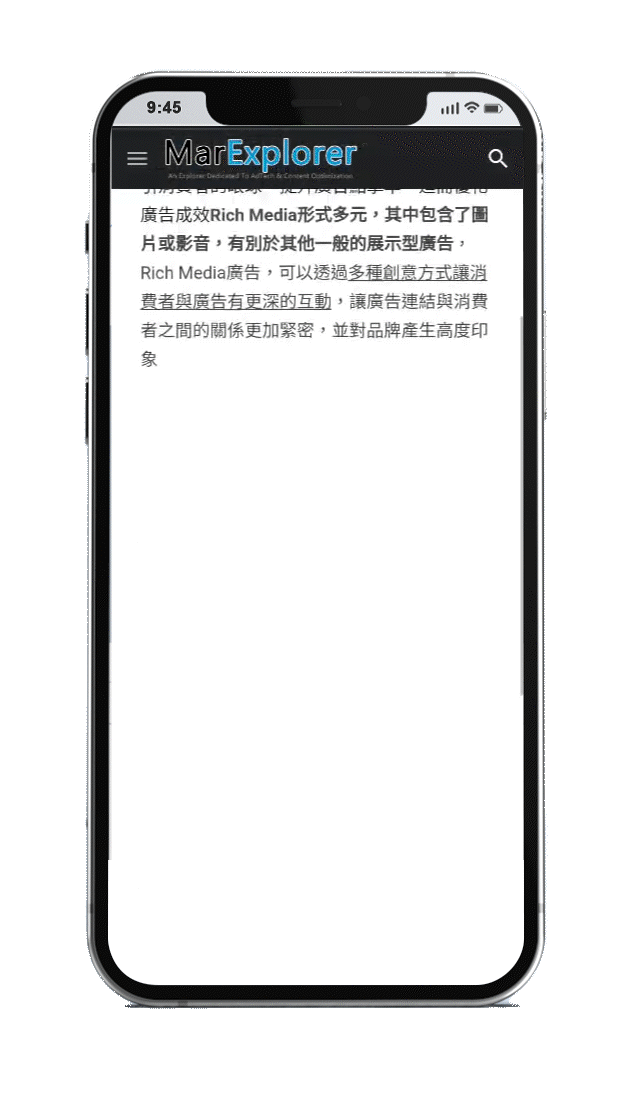 9:45
MarExplorer
An Explorer Dedicated To AdTech & Content Optimization
廣告成效Rich Media形式多元，其中包含了圖
片或影音，有別於其他一般的展示型廣告，
Rich Media廣告，可以透過多種創意方式讓消
費者與廣告有更深的互動，讓廣告連結與消費
者之間的關係更加緊密，並對品牌產生高度印
象